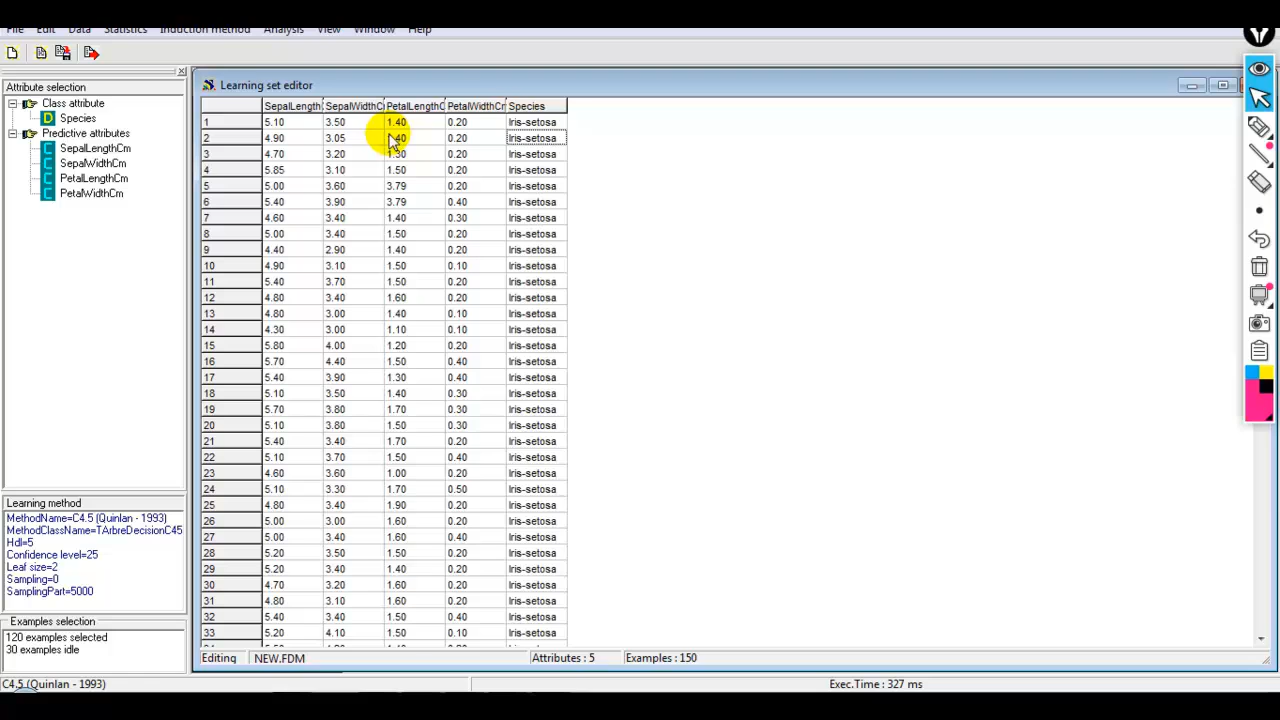 File Edit Data Statistics Induction method Analysis View Window Help
Attribute selection
Class attribute
D Species
Predictive attributes
C SepalLengthCm
C SepalWidthCm
C PetalLengthCm
C PetalWidthCm
Learning method
MethodName=C4.5 (Quinlan - 1993)
MethodClassName=TArbreDecisionC45
Hdl=5
Confidence level=25
Leaf size=2
Sampling=0
SamplingPart=5000
Examples selection
120 examples selected
30 examples idle
Learning set editor
SepalLength SepalWidthC PetalLengthC PetalWidthCm Species
1 5.10 3.50 1.40 0.20 Iris-setosa
2 4.90 3.05 1.40 0.20 Iris-setosa
3 4.70 3.20 1.30 0.20 Iris-setosa
4 5.85 3.10 1.50 0.20 Iris-setosa
5 5.00 3.60 3.79 0.20 Iris-setosa
6 5.40 3.90 3.79 0.40 Iris-setosa
7 4.60 3.40 1.40 0.30 Iris-setosa
8 5.00 3.40 1.50 0.20 Iris-setosa
9 4.40 2.90 1.40 0.20 Iris-setosa
10 4.90 3.10 1.50 0.10 Iris-setosa
11 5.40 3.70 1.50 0.20 Iris-setosa
12 4.80 3.40 1.60 0.20 Iris-setosa
13 4.80 3.00 1.40 0.10 Iris-setosa
14 4.30 3.00 1.10 0.10 Iris-setosa
15 5.80 4.00 1.20 0.20 Iris-setosa
16 5.70 4.40 1.50 0.40 Iris-setosa
17 5.40 3.90 1.30 0.40 Iris-setosa
18 5.10 3.50 1.40 0.30 Iris-setosa
19 5.70 3.80 1.70 0.30 Iris-setosa
20 5.10 3.80 1.50 0.30 Iris-setosa
21 5.40 3.40 1.70 0.20 Iris-setosa
22 5.10 3.70 1.50 0.40 Iris-setosa
23 4.60 3.60 1.00 0.20 Iris-setosa
24 5.10 3.30 1.70 0.50 Iris-setosa
25 4.80 3.40 1.90 0.20 Iris-setosa
26 5.00 3.00 1.60 0.20 Iris-setosa
27 5.00 3.40 1.60 0.40 Iris-setosa
28 5.20 3.50 1.50 0.20 Iris-setosa
29 5.20 3.40 1.40 0.20 Iris-setosa
30 4.70 3.20 1.60 0.20 Iris-setosa
31 4.80 3.10 1.60 0.20 Iris-setosa
32 5.40 3.40 1.50 0.40 Iris-setosa
33 5.20 4.10 1.50 0.10 Iris-setosa
Editing NEW.FDM Attributes : 5 Examples : 150
C4.5 (Quinlan - 1993) Exec.Time : 327 ms